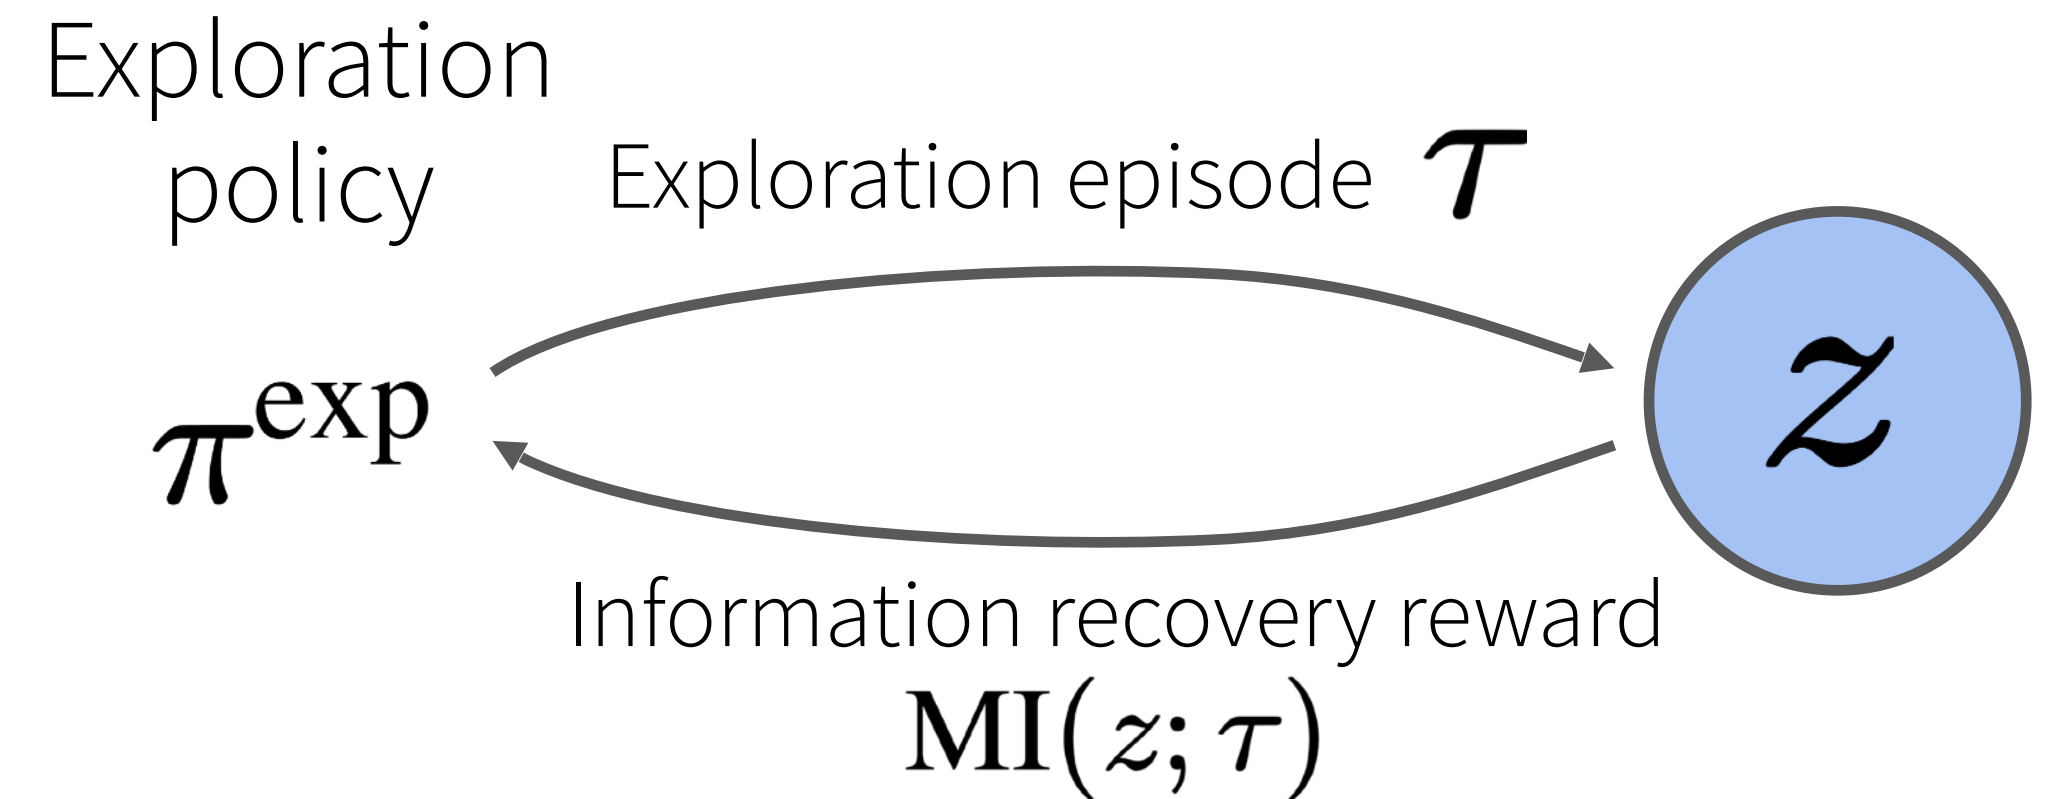 Exploration
policy
Exploration episode τ
π^exp
z
Information recovery reward
MI(z; τ)